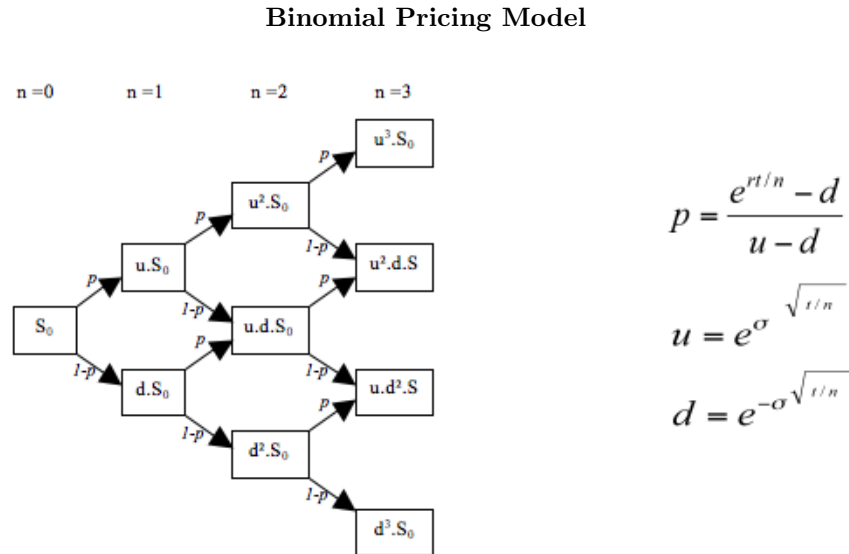 Binomial Pricing Model
n =0 n =1 n =2 n =3
u³.S₀
p
u².S₀
p 1-p
u.S₀ u².d.S
p 1-p p
S₀ u.d.S₀
1-p p 1-p
d.S₀ u.d².S
1-p p
d².S₀
1-p
d³.S₀
p = (e^{rt/n} − d) / (u − d)
u = e^{σ √(t/n)}
d = e^{−σ √(t/n)}